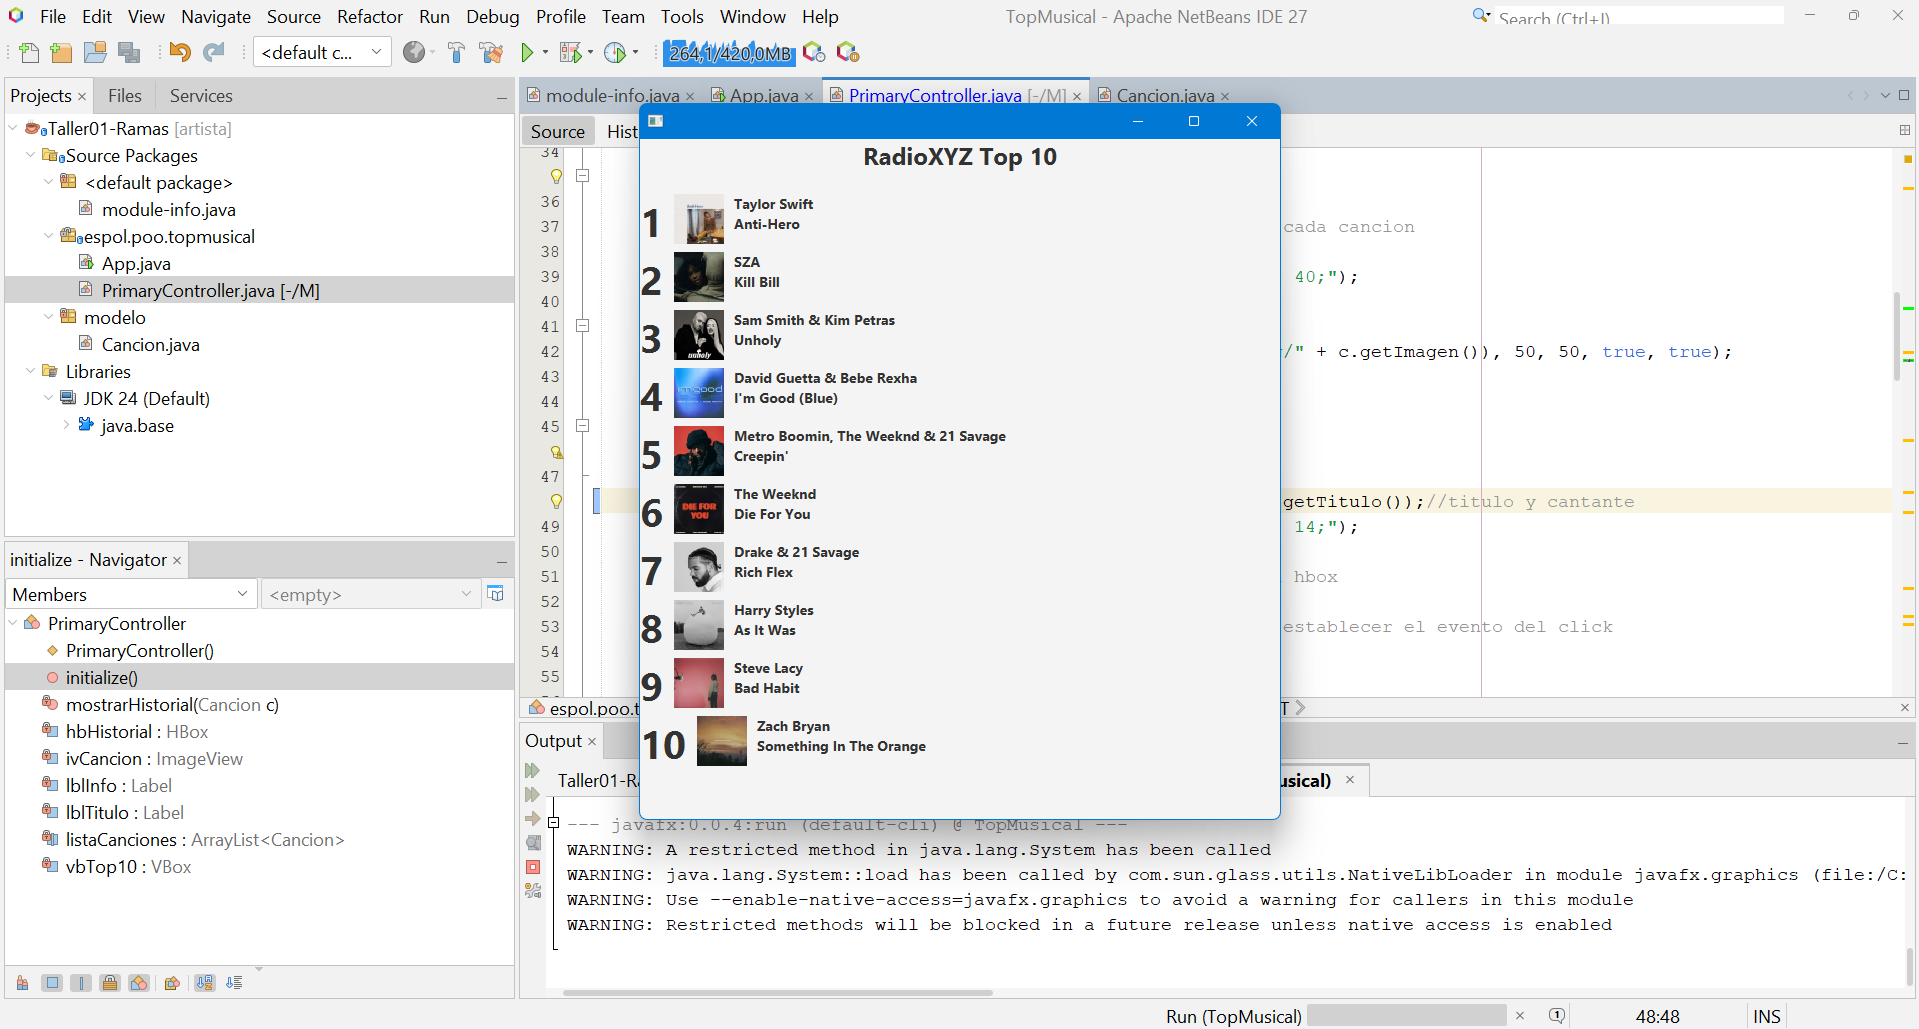 File Edit View Navigate Source Refactor Run Debug Profile Team Tools Window Help
TopMusical - Apache NetBeans IDE 27
Search (Ctrl+I)
<default c...
264,1/420,0MB
Projects Files Services
Taller01-Ramas [artista]
Source Packages
<default package>
module-info.java
espol.poo.topmusical
App.java
PrimaryController.java [-/M]
modelo
Cancion.java
Libraries
JDK 24 (Default)
java.base
initialize - Navigator
Members
<empty>
PrimaryController
PrimaryController()
initialize()
mostrarHistorial(Cancion c)
hbHistorial : HBox
ivCancion : ImageView
lblInfo : Label
lblTitulo : Label
listaCanciones : ArrayList<Cancion>
vbTop10 : VBox
module-info.java App.java PrimaryController.java [-/M] Cancion.java
Source Hist
34
36
37 cada cancion
38
39 40;");
40
41
42 /" + c.getImagen()), 50, 50, true, true);
43
44
45
47
getTitulo());//titulo y cantante
49 14;");
50
51 hbox
52
53 establecer el evento del click
54
55
espol.poo.t
RadioXYZ Top 10
1
Taylor Swift
Anti-Hero
2
SZA
Kill Bill
3
unholy
Sam Smith & Kim Petras
Unholy
4
im good
David Guetta & Bebe Rexha
I'm Good (Blue)
5
Metro Boomin, The Weeknd & 21 Savage
Creepin'
6
DIE FOR
YOU
The Weeknd
Die For You
7
Drake & 21 Savage
Rich Flex
8
Harry Styles
As It Was
9
Steve Lacy
Bad Habit
10
Zach Bryan
Something In The Orange
Output
Taller01-R
usical)
--- javafx:0.0.4:run (default-cli) @ TopMusical ---
WARNING: A restricted method in java.lang.System has been called
WARNING: java.lang.System::load has been called by com.sun.glass.utils.NativeLibLoader in module javafx.graphics (file:/C:
WARNING: Use --enable-native-access=javafx.graphics to avoid a warning for callers in this module
WARNING: Restricted methods will be blocked in a future release unless native access is enabled
Run (TopMusical)
1
48:48
INS